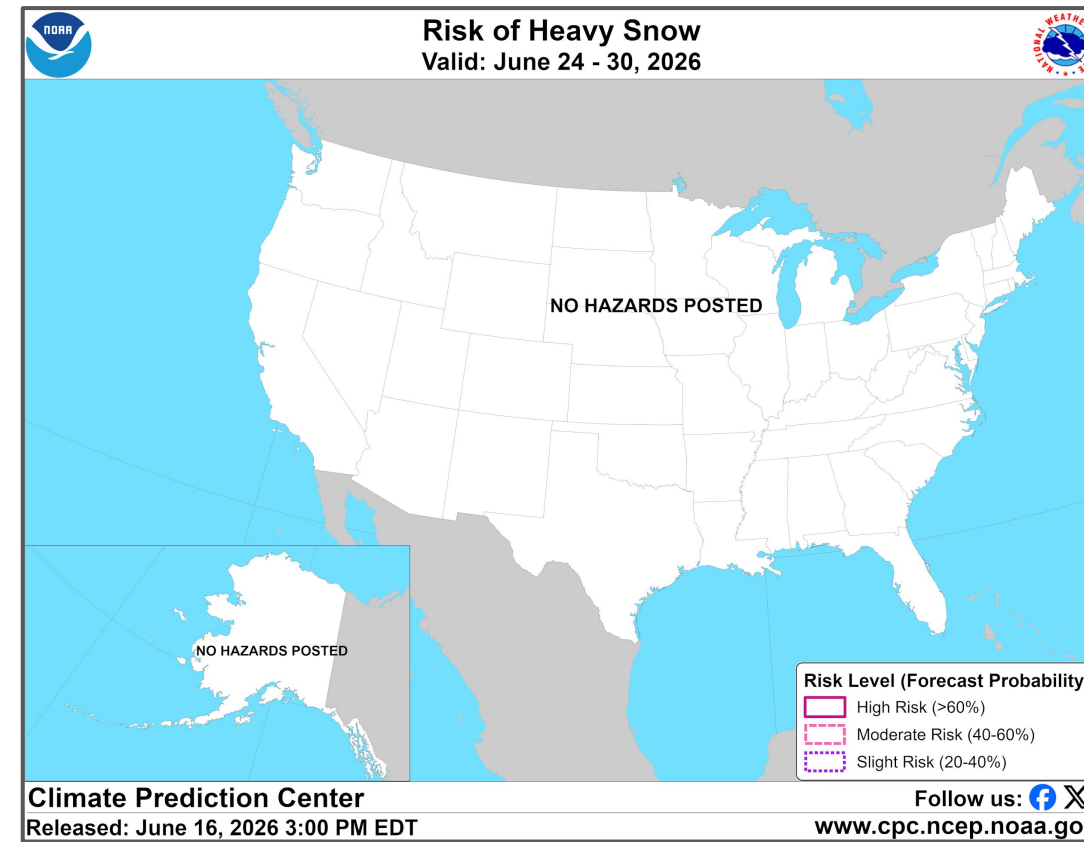 NOAA
Risk of Heavy Snow
Valid: June 24 - 30, 2026
NATIONAL WEATHER
NO HAZARDS POSTED
NO HAZARDS POSTED
Risk Level (Forecast Probability
High Risk (>60%)
Moderate Risk (40-60%)
Slight Risk (20-40%)
Climate Prediction Center
Follow us:
Released: June 16, 2026 3:00 PM EDT
www.cpc.ncep.noaa.go